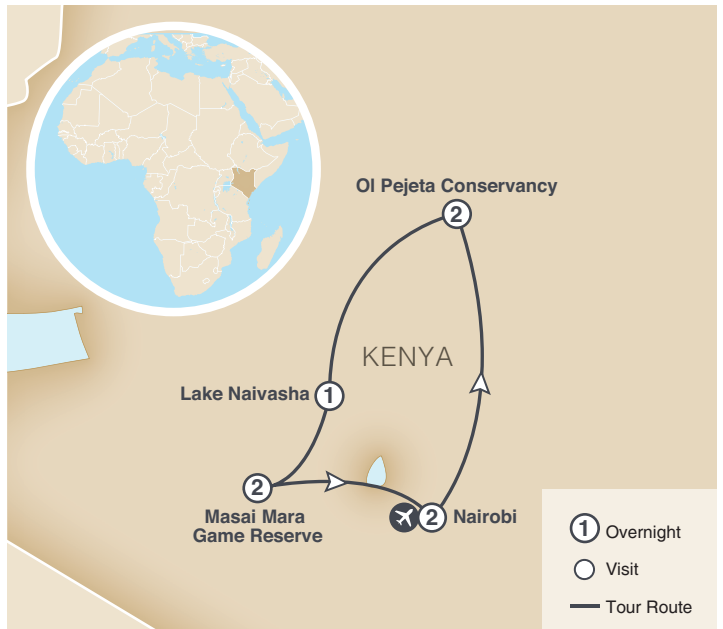 Ol Pejeta Conservancy
2
KENYA
Lake Naivasha
1
2
Masai Mara
Game Reserve
2
Nairobi
1
Overnight
Visit
Tour Route